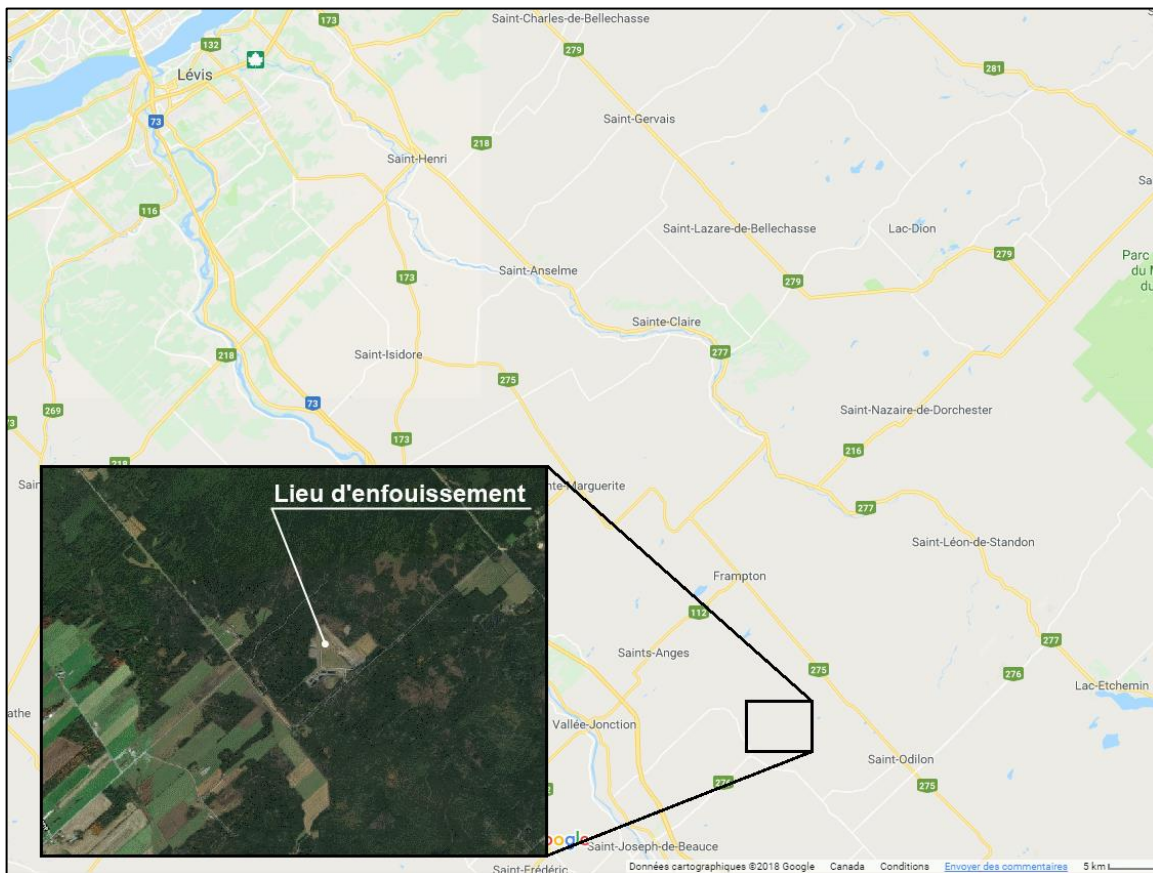 173
Saint-Charles-de-Bellechasse
132
279
281
Lévis
73
Saint-Gervais
218
Saint-Henri
116
Saint-Lazare-de-Bellechasse
Lac-Dion
279
Parc
du M
du
173
Saint-Anselme
279
Sainte-Claire
277
218
Saint-Isidore
275
73
269
Saint-Nazaire-de-Dorchester
73
173
216
218
Lieu d'enfouissement
nte-Marguerite
277
Saint-Léon-de-Standon
Frampton
112
277
Saints-Anges
275
276
Lac-Etchemin
athe
Vallée-Jonction
Saint-Odilon
276
275
oogle
Saint-Joseph-de-Beauce
Saint-Frédéric
Données cartographiques ©2018 Google Canada Conditions Envoyer des commentaires 5 km